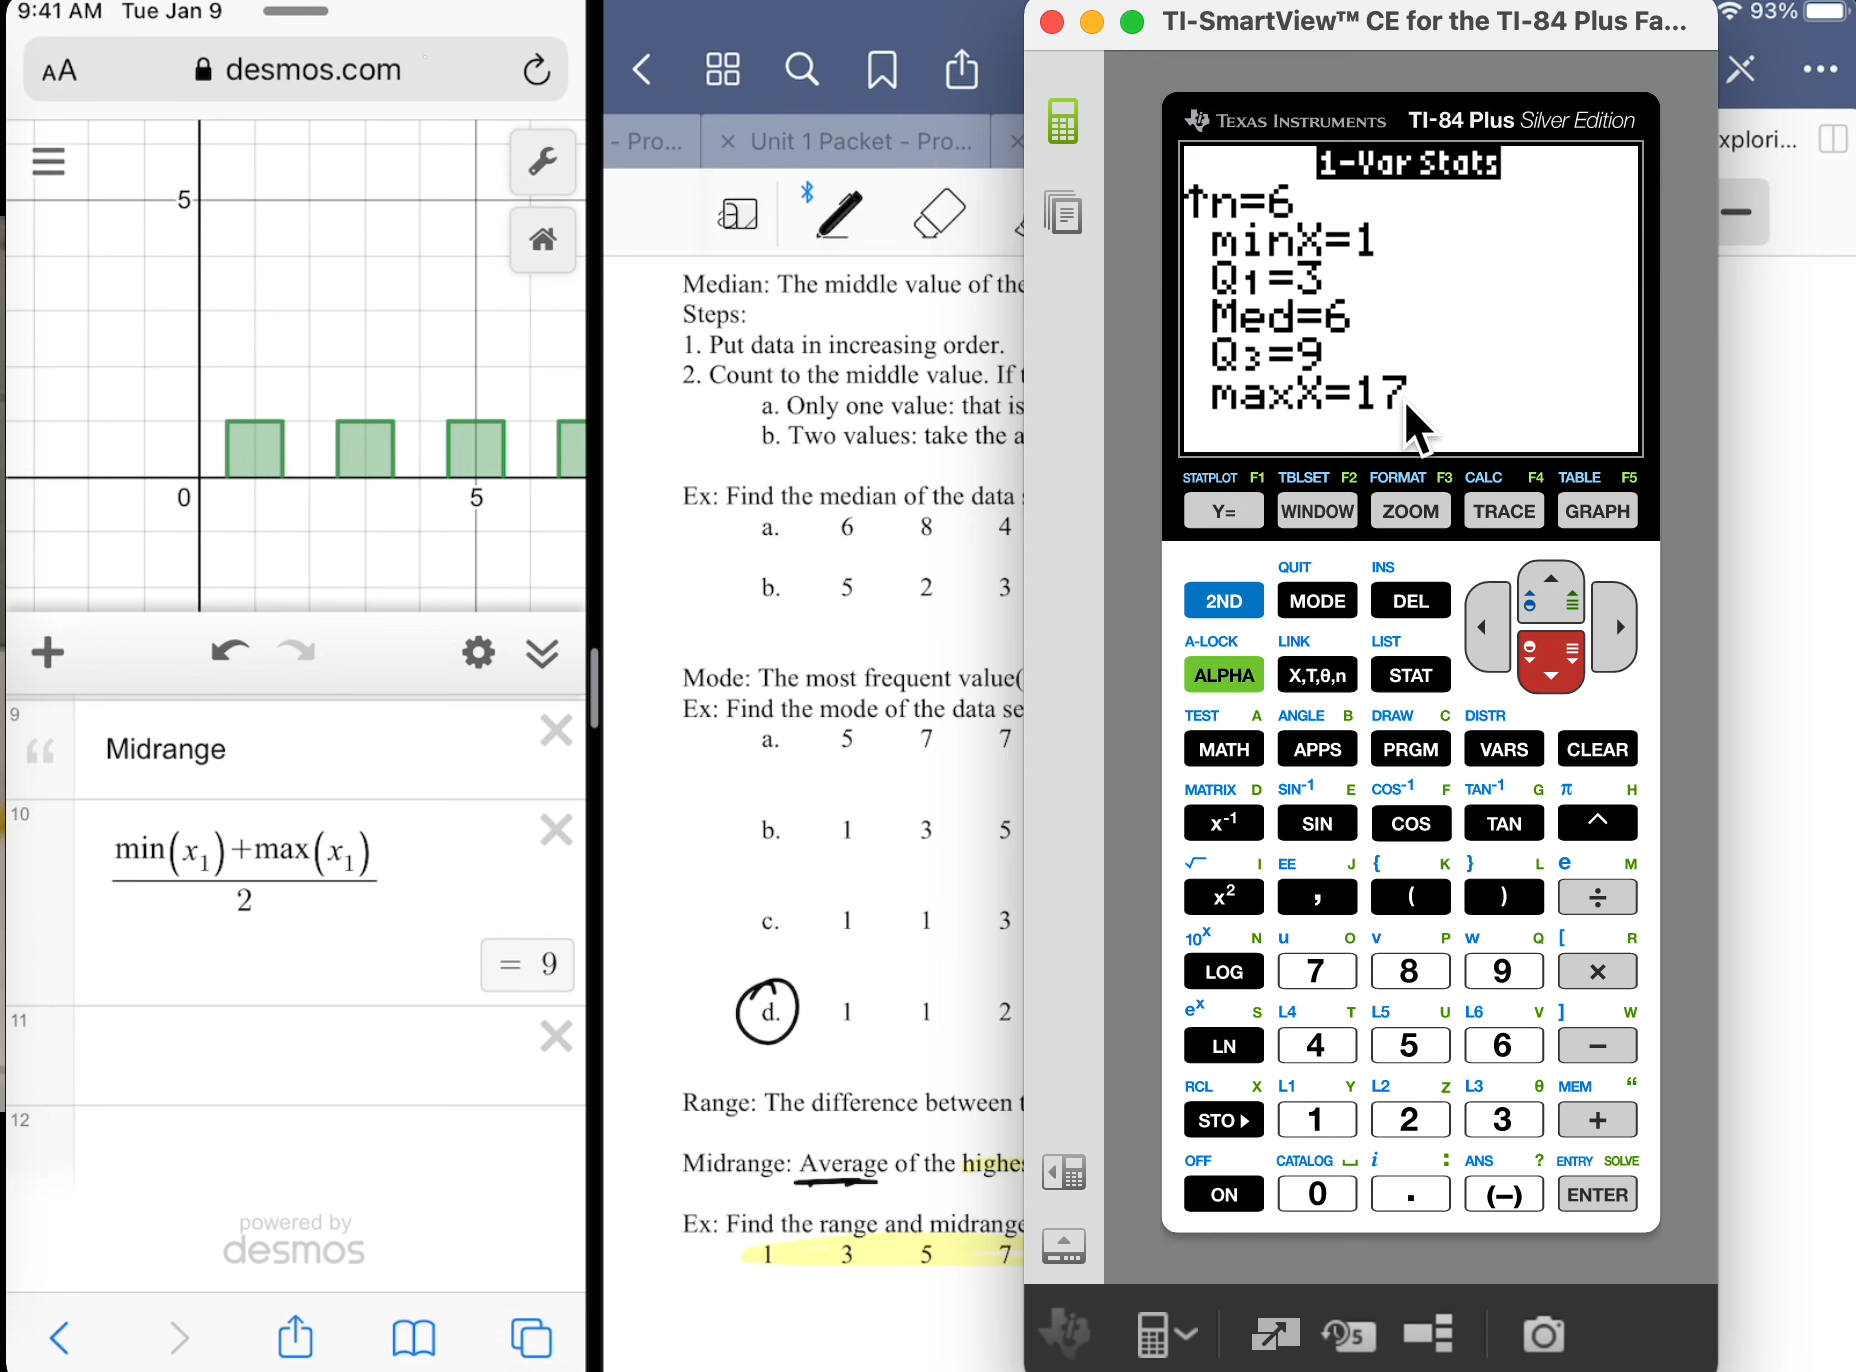 9:41 AM Tue Jan 9
AA desmos.com
5
0 5
9
Midrange
10
min(x₁)+max(x₁)
2
= 9
11
12
powered by
desmos
- Pro...
× Unit 1 Packet - Pro...
×
Median: The middle value of the
Steps:
1. Put data in increasing order.
2. Count to the middle value. If
a. Only one value: that is
b. Two values: take the a
Ex: Find the median of the data
a. 6 8 4
b. 5 2 3
Mode: The most frequent value(
Ex: Find the mode of the data se
a. 5 7 7
b. 1 3 5
c. 1 1 3
d. 1 1 2
Range: The difference between t
Midrange: Average of the highes
Ex: Find the range and midrange
1 3 5 7
TI-SmartView™ CE for the TI-84 Plus Fa...
93%
xplori...
TEXAS INSTRUMENTS TI-84 Plus Silver Edition
1-Var Stats
↑n=6
minX=1
Q₁=3
Med=6
Q₃=9
maxX=17
STATPLOT F1 TBLSET F2 FORMAT F3 CALC F4 TABLE F5
Y= WINDOW ZOOM TRACE GRAPH
QUIT INS
2ND MODE DEL
A-LOCK LINK LIST
ALPHA X,T,θ,n STAT
TEST A ANGLE B DRAW C DISTR
MATH APPS PRGM VARS CLEAR
MATRIX D SIN⁻¹ E COS⁻¹ F TAN⁻¹ G π H
x⁻¹ SIN COS TAN ^
√ I EE J { K } L e M
x² , ( ) ÷
10ˣ N u O v P w Q [ R
LOG 7 8 9 ×
eˣ S L4 T L5 U L6 V ] W
LN 4 5 6 −
RCL X L1 Y L2 Z L3 θ MEM “
STO▸ 1 2 3 +
OFF CATALOG ⎵ i : ANS ? ENTRY SOLVE
ON 0 . (−) ENTER
5